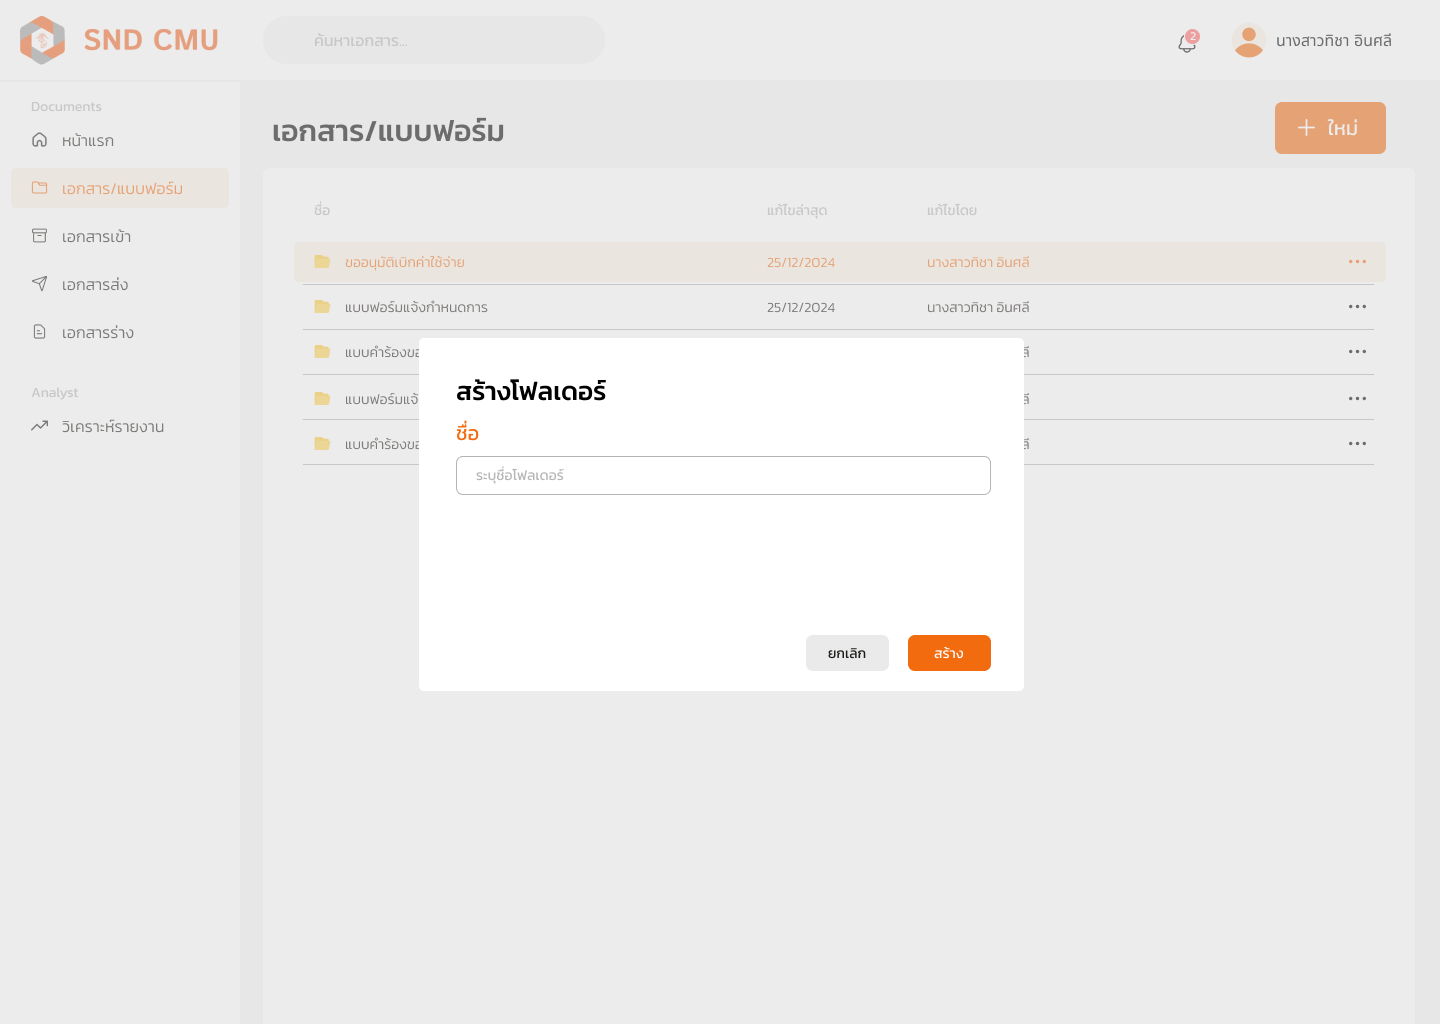 SND CMU
ค้นหาเอกสาร...
2
นางสาวทิชา อินศลี
Documents
หน้าแรก
เอกสาร/แบบฟอร์ม
เอกสารเข้า
เอกสารส่ง
เอกสารร่าง
Analyst
วิเคราะห์รายงาน
เอกสาร/แบบฟอร์ม
ใหม่
ชื่อ แก้ไขล่าสุด แก้ไขโดย
ขออนุมัติเบิกค่าใช้จ่าย 25/12/2024 นางสาวทิชา อินศลี
แบบฟอร์มแจ้งกำหนดการ 25/12/2024 นางสาวทิชา อินศลี
แบบคำร้องขอ ลี
แบบฟอร์มแจ้ ลี
แบบคำร้องขอ ลี
สร้างโฟลเดอร์
ชื่อ
ระบุชื่อโฟลเดอร์
ยกเลิก สร้าง